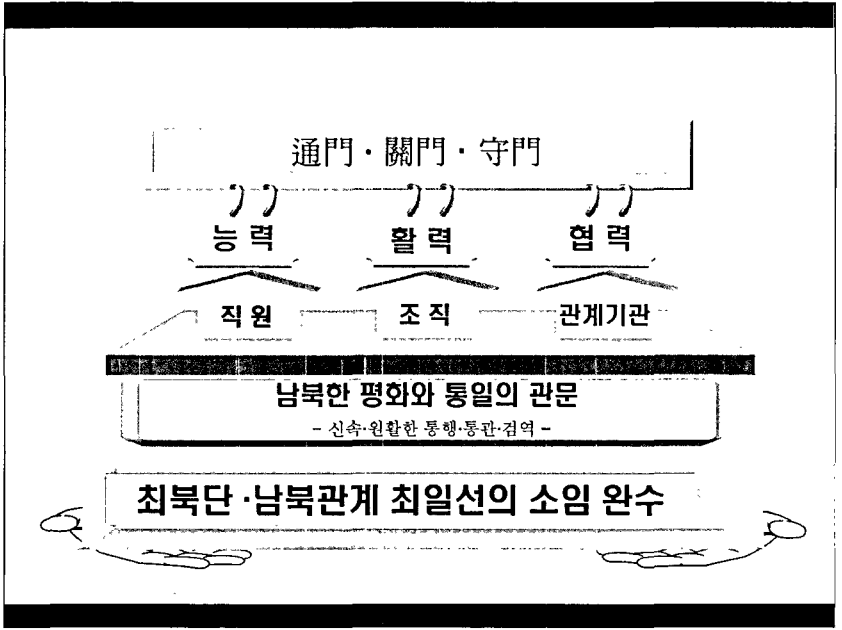 通門·關門·守門
능력 활력 협력
직원 조직 관계기관
남북한 평화와 통일의 관문
- 신속·원활한 통행·통관·검역 -
최북단·남북관계 최일선의 소임 완수